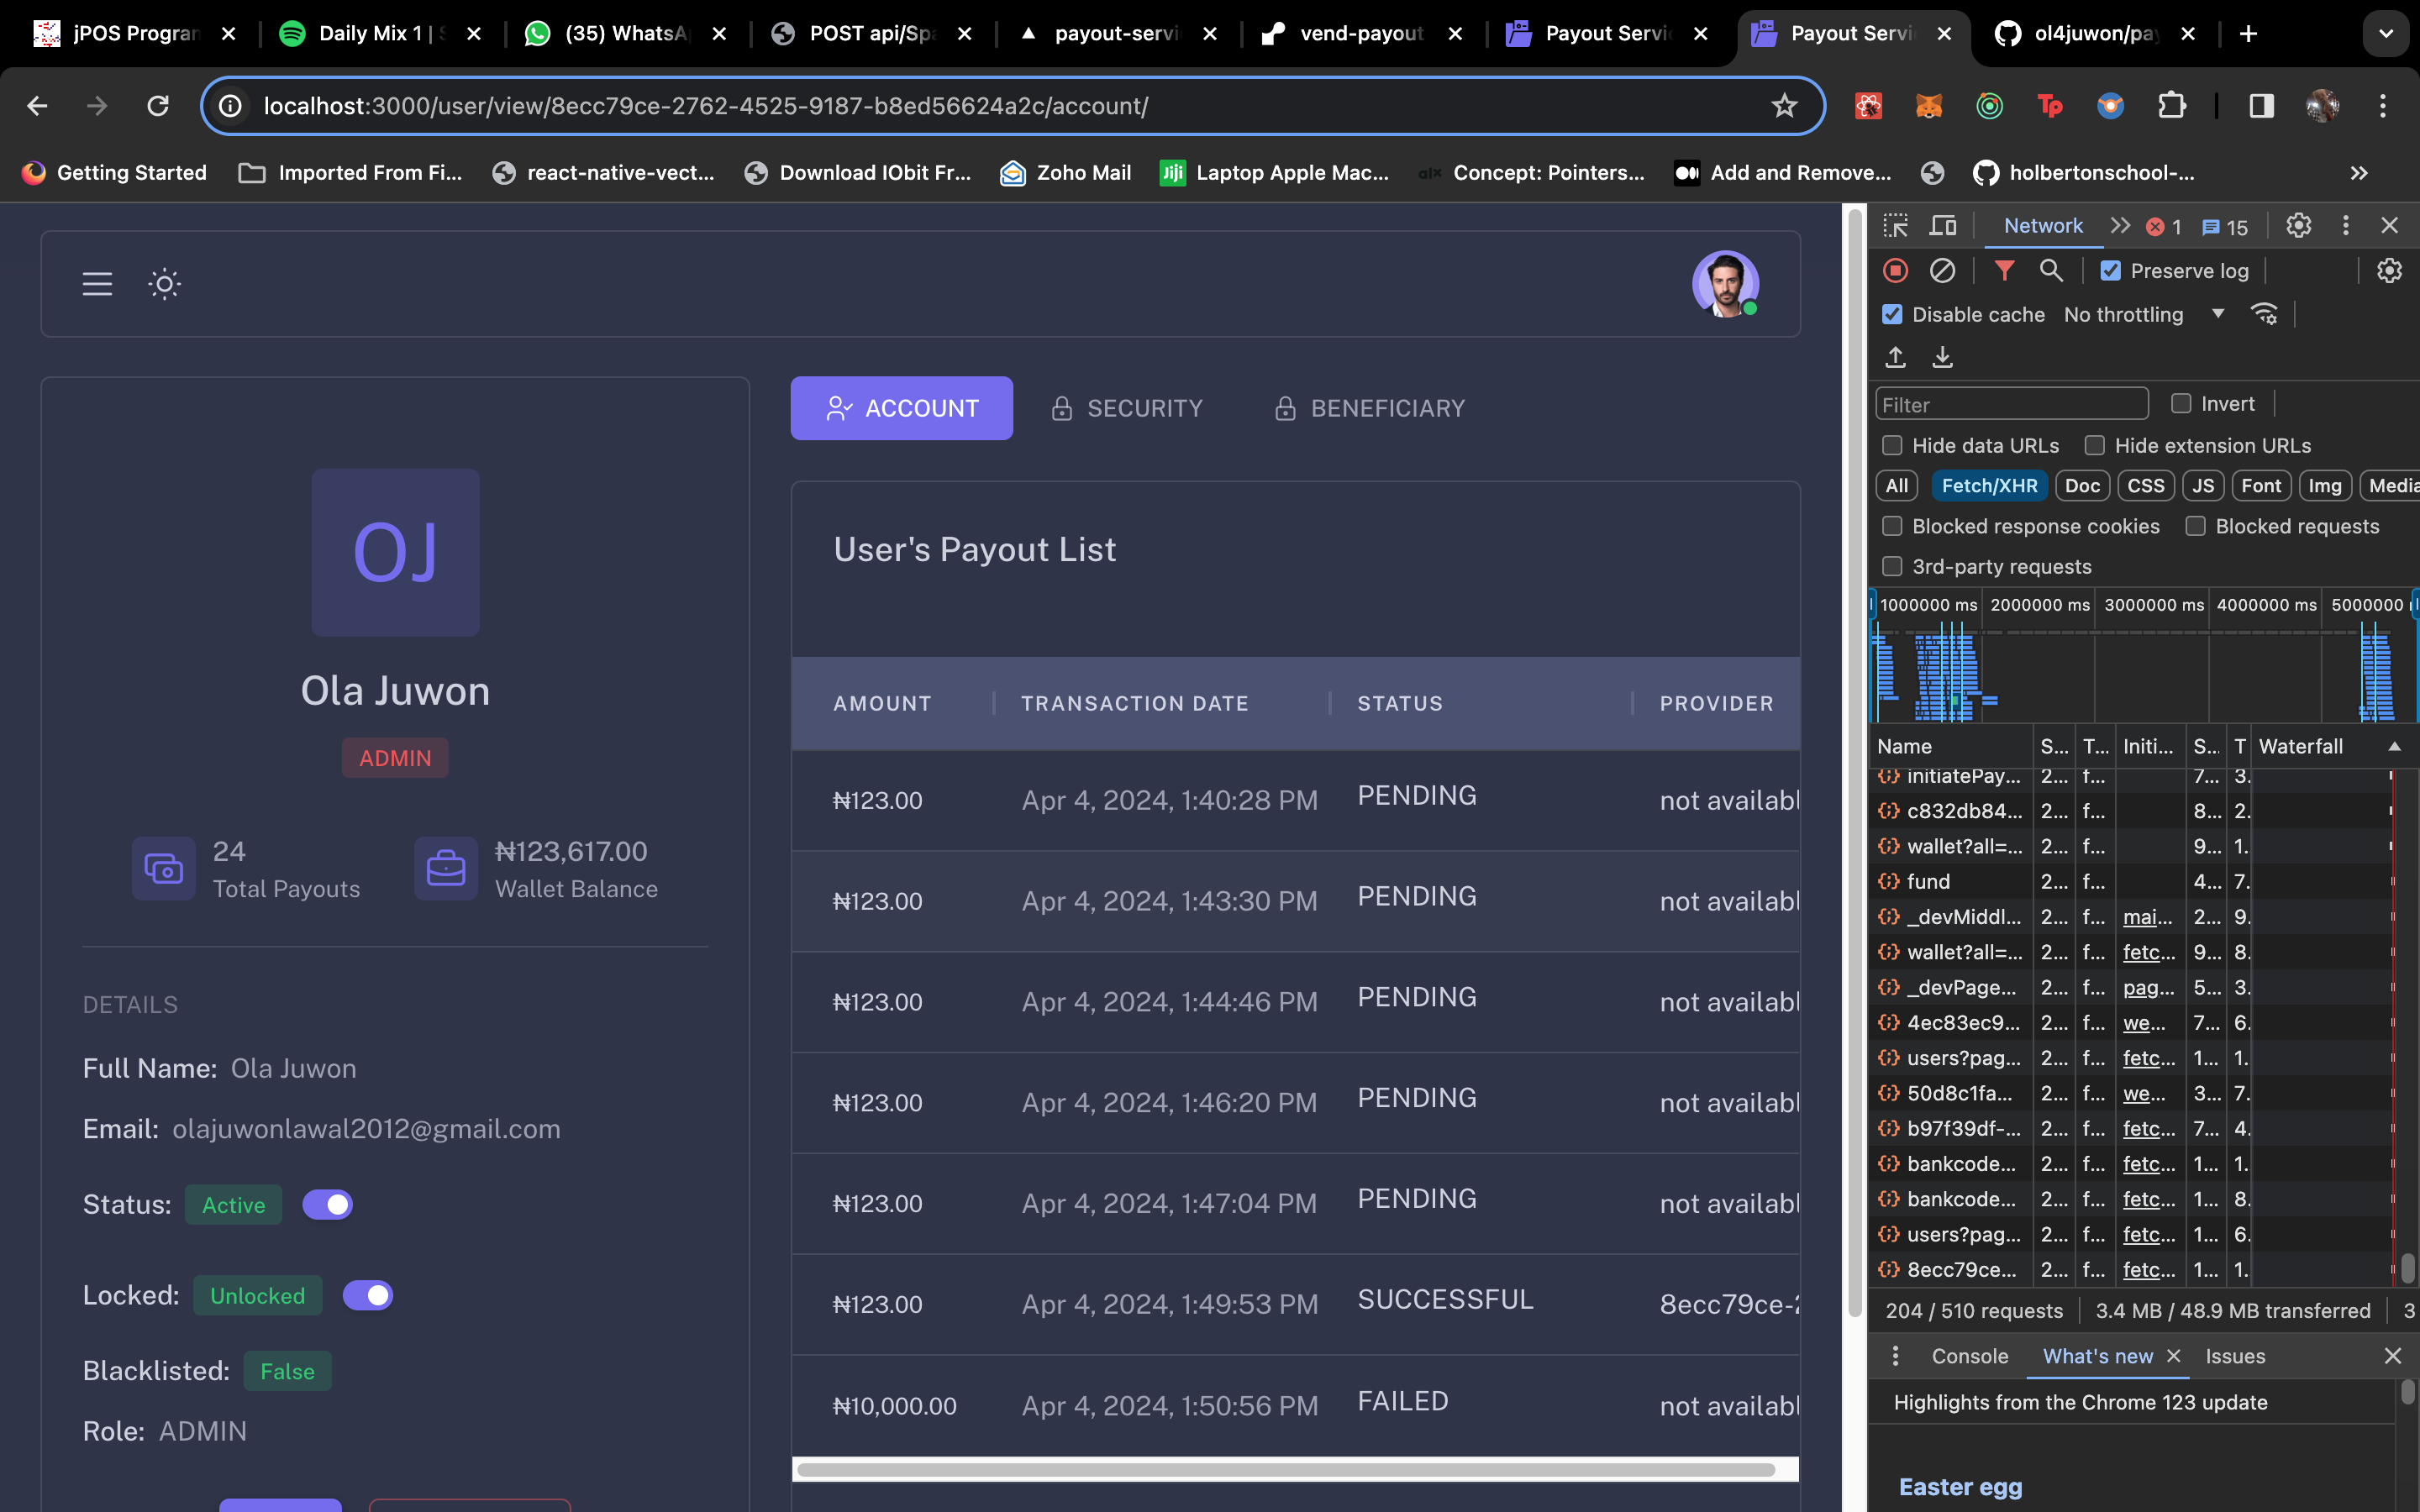 jPOS Progran
Daily Mix 1 | S
(35) WhatsA
POST api/Spa
payout-servi
vend-payout
Payout Servi
Payout Servi
ol4juwon/pay
localhost:3000/user/view/8ecc79ce-2762-4525-9187-b8ed56624a2c/account/
Getting Started
Imported From Fi...
react-native-vect...
Download IObit Fr...
Zoho Mail
Laptop Apple Mac...
Concept: Pointers...
Add and Remove...
holbertonschool-...
ACCOUNT
SECURITY
BENEFICIARY
OJ
Ola Juwon
ADMIN
24
Total Payouts
₦123,617.00
Wallet Balance
DETAILS
Full Name: Ola Juwon
Email: olajuwonlawal2012@gmail.com
Status: Active
Locked: Unlocked
Blacklisted: False
Role: ADMIN
User's Payout List
AMOUNT TRANSACTION DATE STATUS PROVIDER
₦123.00 Apr 4, 2024, 1:40:28 PM PENDING not availabl
₦123.00 Apr 4, 2024, 1:43:30 PM PENDING not availabl
₦123.00 Apr 4, 2024, 1:44:46 PM PENDING not availabl
₦123.00 Apr 4, 2024, 1:46:20 PM PENDING not availabl
₦123.00 Apr 4, 2024, 1:47:04 PM PENDING not availabl
₦123.00 Apr 4, 2024, 1:49:53 PM SUCCESSFUL 8ecc79ce-2
₦10,000.00 Apr 4, 2024, 1:50:56 PM FAILED not availabl
Network 1 15
Preserve log
Disable cache No throttling
Filter Invert
Hide data URLs Hide extension URLs
All Fetch/XHR Doc CSS JS Font Img Media
Blocked response cookies Blocked requests
3rd-party requests
1000000 ms 2000000 ms 3000000 ms 4000000 ms 5000000
Name S... T... Initi... S... T Waterfall
initiatePay... 2... f... 7... 3.
c832db84... 2... f... 8... 2.
wallet?all=... 2... f... 9... 1.
fund 2... f... 4... 7.
_devMiddl... 2... f... mai... 2... 9.
wallet?all=... 2... f... fetc... 9... 8.
_devPage... 2... f... pag... 5... 3.
4ec83ec9... 2... f... we... 7... 6.
users?pag... 2... f... fetc... 1... 1.
50d8c1fa... 2... f... we... 3... 7.
b97f39df-... 2... f... fetc... 7... 4.
bankcode... 2... f... fetc... 1... 1.
bankcode... 2... f... fetc... 1... 8.
users?pag... 2... f... fetc... 1... 6.
8ecc79ce... 2... f... fetc... 1... 1.
204 / 510 requests 3.4 MB / 48.9 MB transferred 3
Console What's new Issues
Highlights from the Chrome 123 update
Easter egg